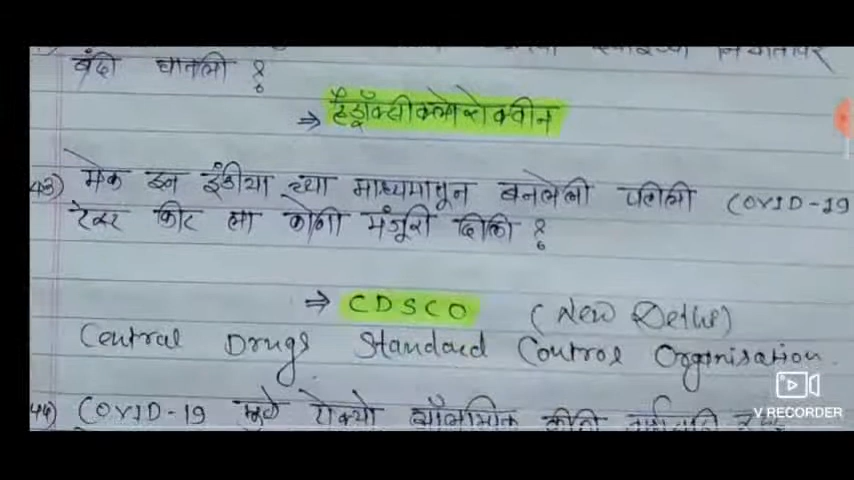 बंदी घातली ?
⇒ हैड्रॉक्सीक्लोरोक्वीन
43) मेक इन इंडीया च्या माध्यमातून बनलेली पहिली COVID-19
टेस्ट कीट ला कोणी मंजूरी दीली ?
⇒ CDSCO (New Delhi)
Central Drugs Standard Control Organisation.
44) COVID-19 मुळे टोक्यो ऑलंम्पिक कीती
V RECORDER